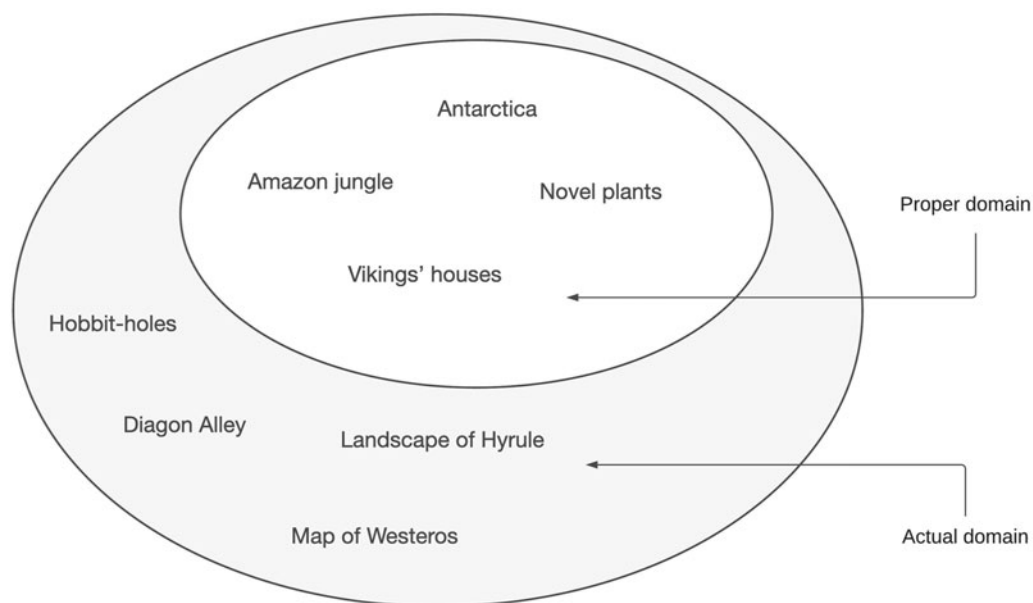 Antarctica
Amazon jungle
Novel plants
Proper domain
Vikings’ houses
Hobbit-holes
Diagon Alley
Landscape of Hyrule
Map of Westeros
Actual domain